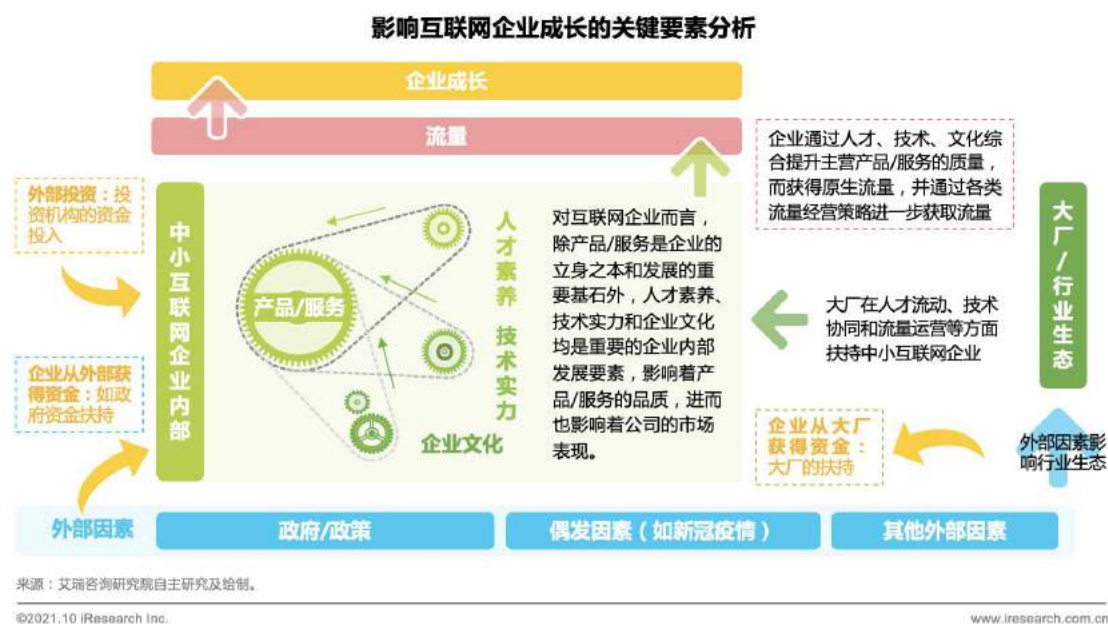 影响互联网企业成长的关键要素分析
企业成长
流量
企业通过人才、技术、文化综
合提升主营产品/服务的质量，
而获得原生流量，并通过各类
流量经营策略进一步获取流量
外部投资：投
资机构的资金
投入
企业从外部获
得资金：如政
府资金扶持
中小互联网企业内部
产品/服务
人才素养
技术实力
企业文化
对互联网企业而言，
除产品/服务是企业的
立身之本和发展的重
要基石外，人才素养、
技术实力和企业文化
均是重要的企业内部
发展要素，影响着产
品/服务的品质，进而
也影响着公司的市场
表现。
大厂在人才流动、技术
协同和流量运营等方面
扶持中小互联网企业
企业从大厂
获得资金：
大厂的扶持
大厂/行业生态
外部因素影
响行业生态
外部因素
政府/政策
偶发因素（如新冠疫情）
其他外部因素
来源：艾瑞咨询研究院自主研究及绘制。
©2021.10 iResearch Inc.
www.iresearch.com.cn